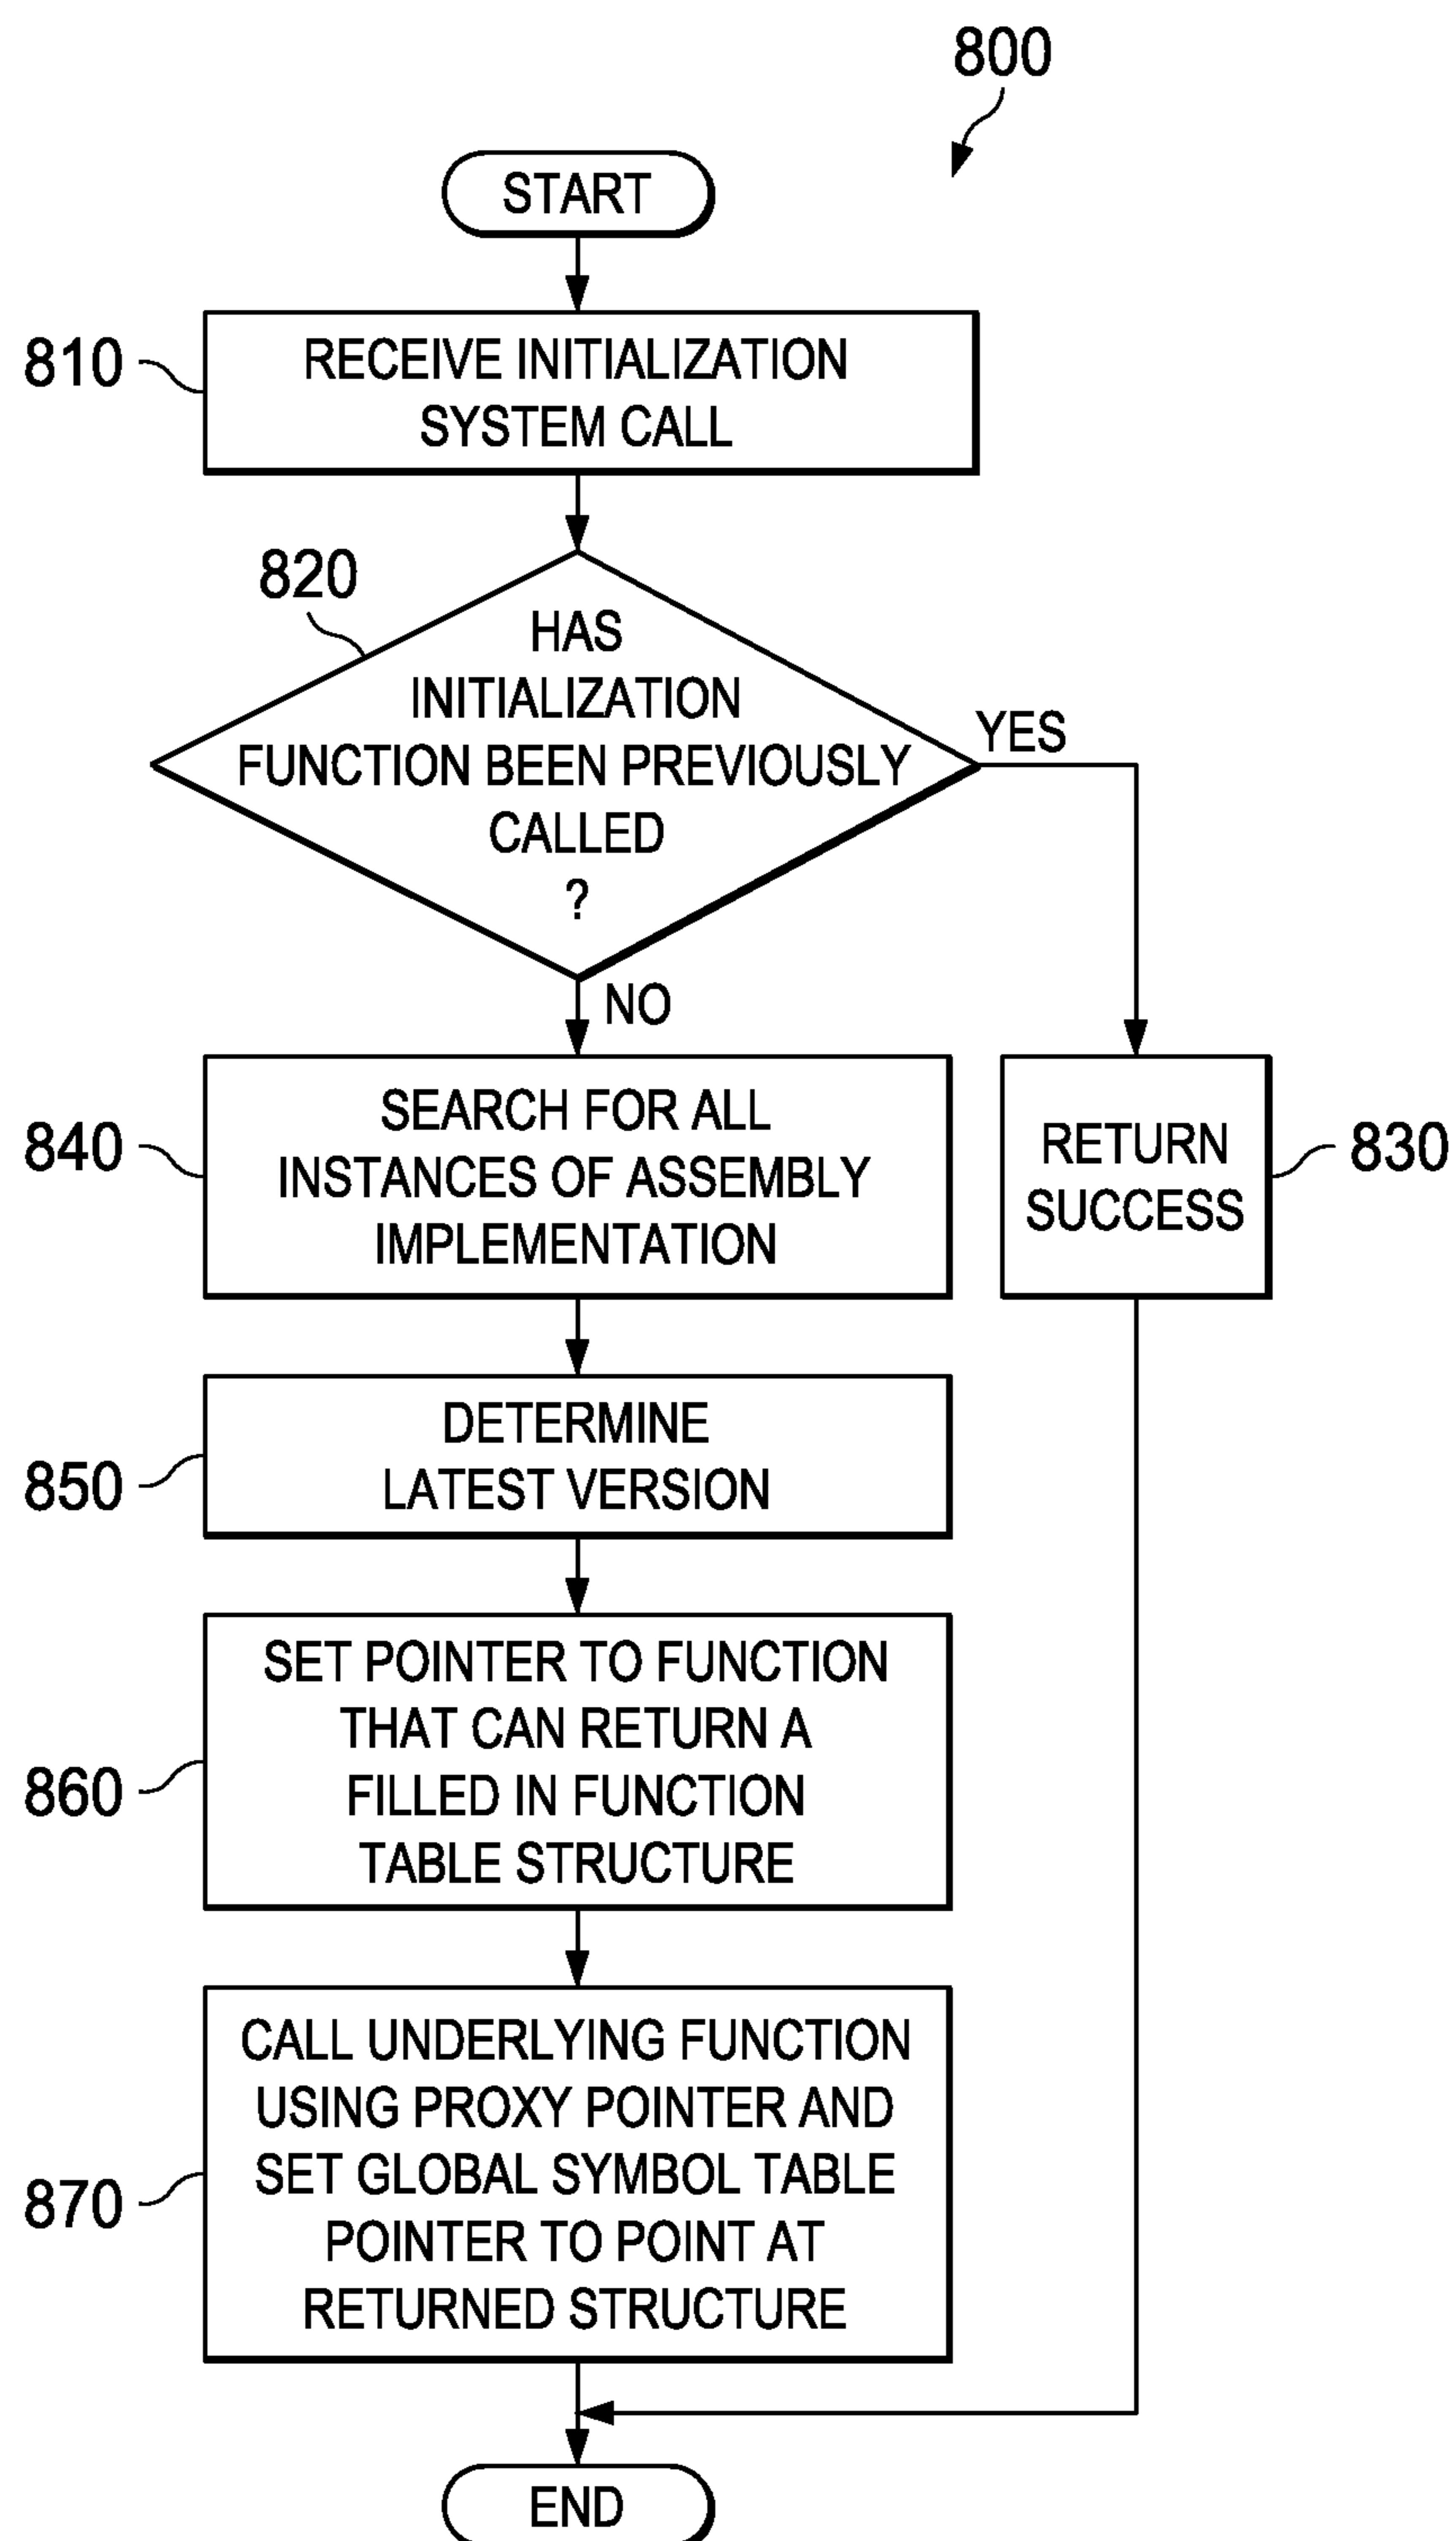 800
START
810
RECEIVE INITIALIZATION
SYSTEM CALL
820
HAS
INITIALIZATION
FUNCTION BEEN PREVIOUSLY
CALLED
?
YES
NO
840
SEARCH FOR ALL
INSTANCES OF ASSEMBLY
IMPLEMENTATION
RETURN
SUCCESS
830
850
DETERMINE
LATEST VERSION
860
SET POINTER TO FUNCTION
THAT CAN RETURN A
FILLED IN FUNCTION
TABLE STRUCTURE
870
CALL UNDERLYING FUNCTION
USING PROXY POINTER AND
SET GLOBAL SYMBOL TABLE
POINTER TO POINT AT
RETURNED STRUCTURE
END